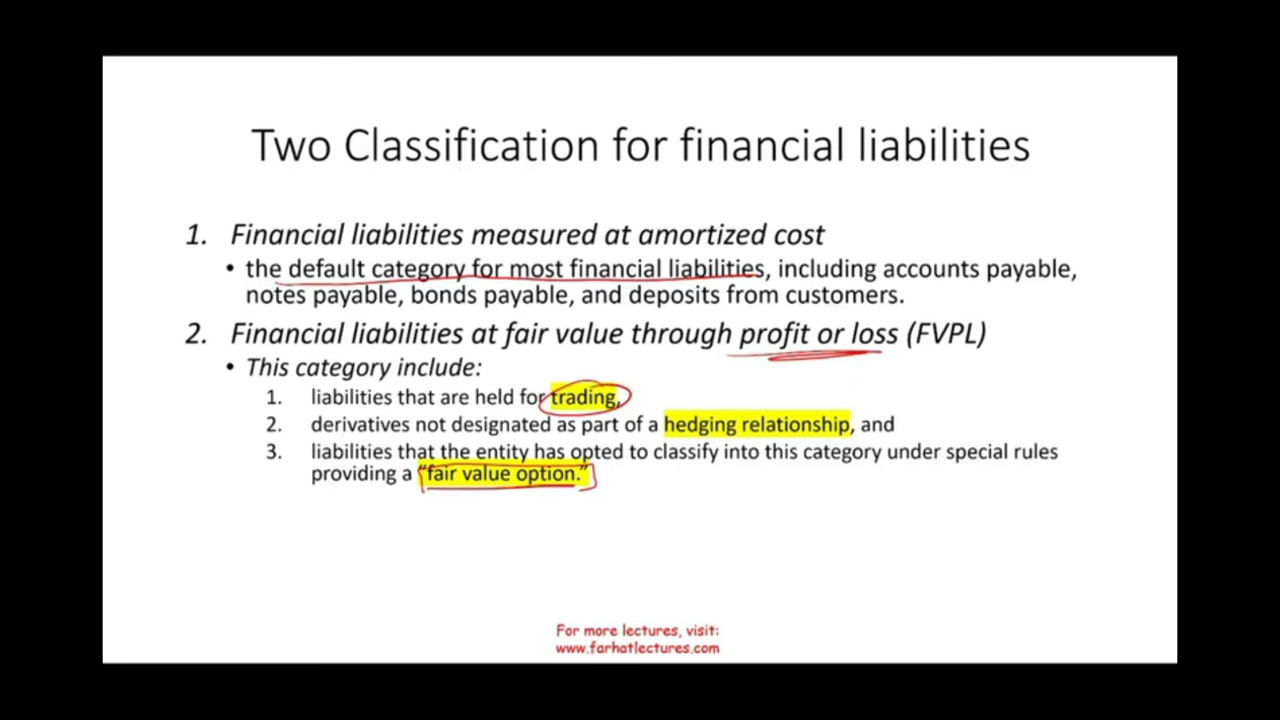 Two Classification for financial liabilities
1. Financial liabilities measured at amortized cost
• the default category for most financial liabilities, including accounts payable,
notes payable, bonds payable, and deposits from customers.
2. Financial liabilities at fair value through profit or loss (FVPL)
• This category include:
1. liabilities that are held for trading,
2. derivatives not designated as part of a hedging relationship, and
3. liabilities that the entity has opted to classify into this category under special rules
providing a “fair value option.”
For more lectures, visit:
www.farhatlectures.com